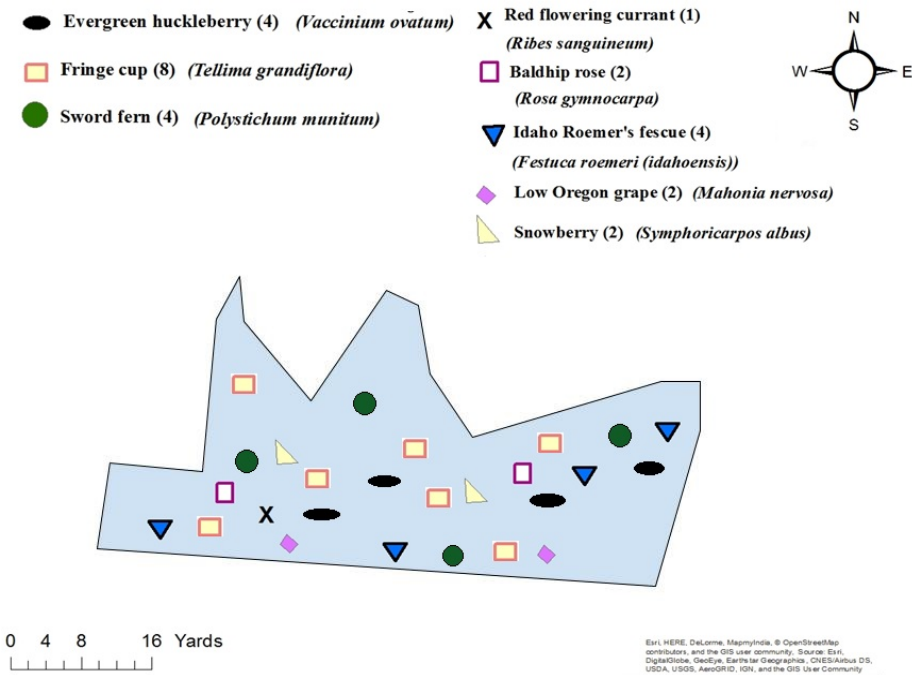 Evergreen huckleberry (4) (Vaccinium ovatum)
Fringe cup (8) (Tellima grandiflora)
Sword fern (4) (Polystichum munitum)
X Red flowering currant (1)
(Ribes sanguineum)
Baldhip rose (2)
(Rosa gymnocarpa)
Idaho Roemer's fescue (4)
(Festuca roemeri (idahoensis))
Low Oregon grape (2) (Mahonia nervosa)
Snowberry (2) (Symphoricarpos albus)
N
W E
S
X
0 4 8 16 Yards
Esri, HERE, DeLorme, MapmyIndia, © OpenStreetMap
contributors, and the GIS user community, Source: Esri,
DigitalGlobe, GeoEye, Earthstar Geographics, CNES/Airbus DS,
USDA, USGS, AeroGRID, IGN, and the GIS User Community